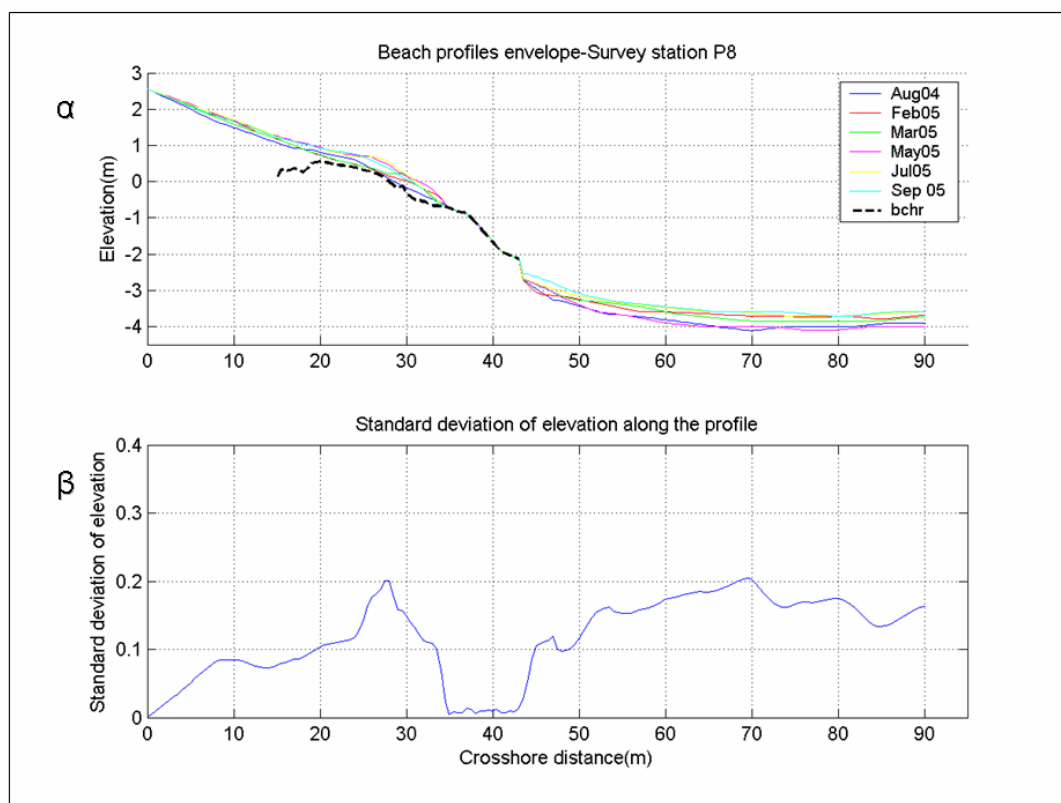 Beach profiles envelope-Survey station P8
α
Elevation(m)
3
2
1
0
-1
-2
-3
-4
0 10 20 30 40 50 60 70 80 90
Aug04
Feb05
Mar05
May05
Jul05
Sep 05
bchr
Standard deviation of elevation along the profile
β
Standard deviation of elevation
0.4
0.3
0.2
0.1
0
0 10 20 30 40 50 60 70 80 90
Crosshore distance(m)